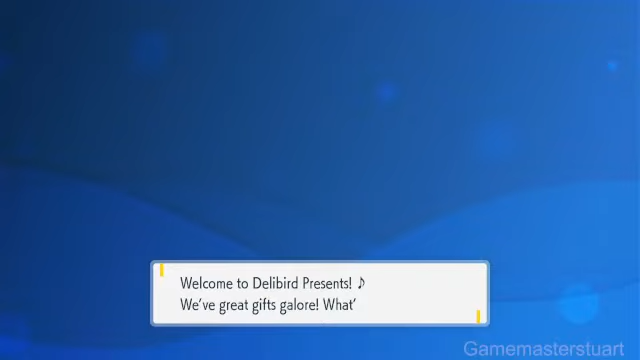 Welcome to Delibird Presents! ♪
We've great gifts galore! What'
Gamemasterstuart